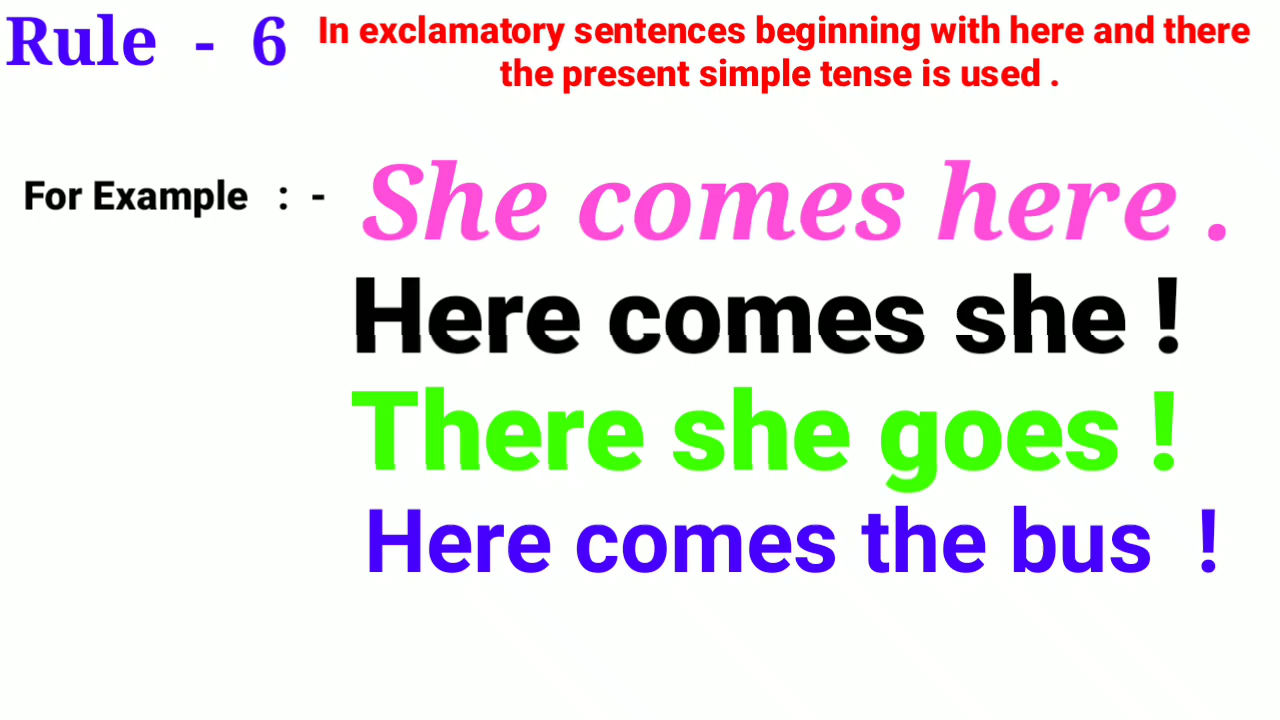 Rule - 6
In exclamatory sentences beginning with here and there
the present simple tense is used .
For Example : - She comes here .
Here comes she !
There she goes !
Here comes the bus !